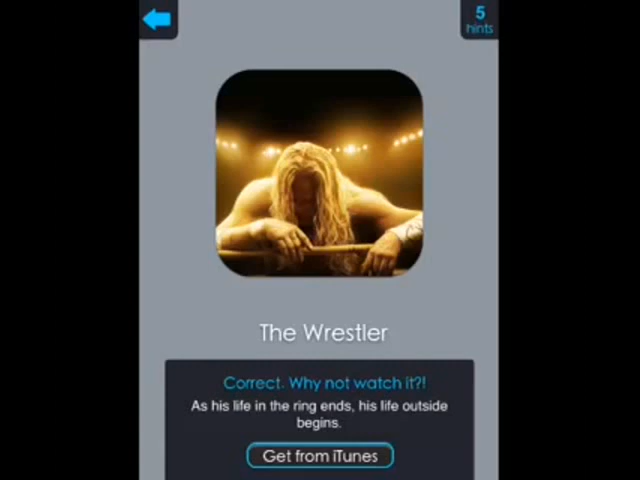 5
hints
The Wrestler
Correct. Why not watch it?!
As his life in the ring ends, his life outside
begins.
Get from iTunes